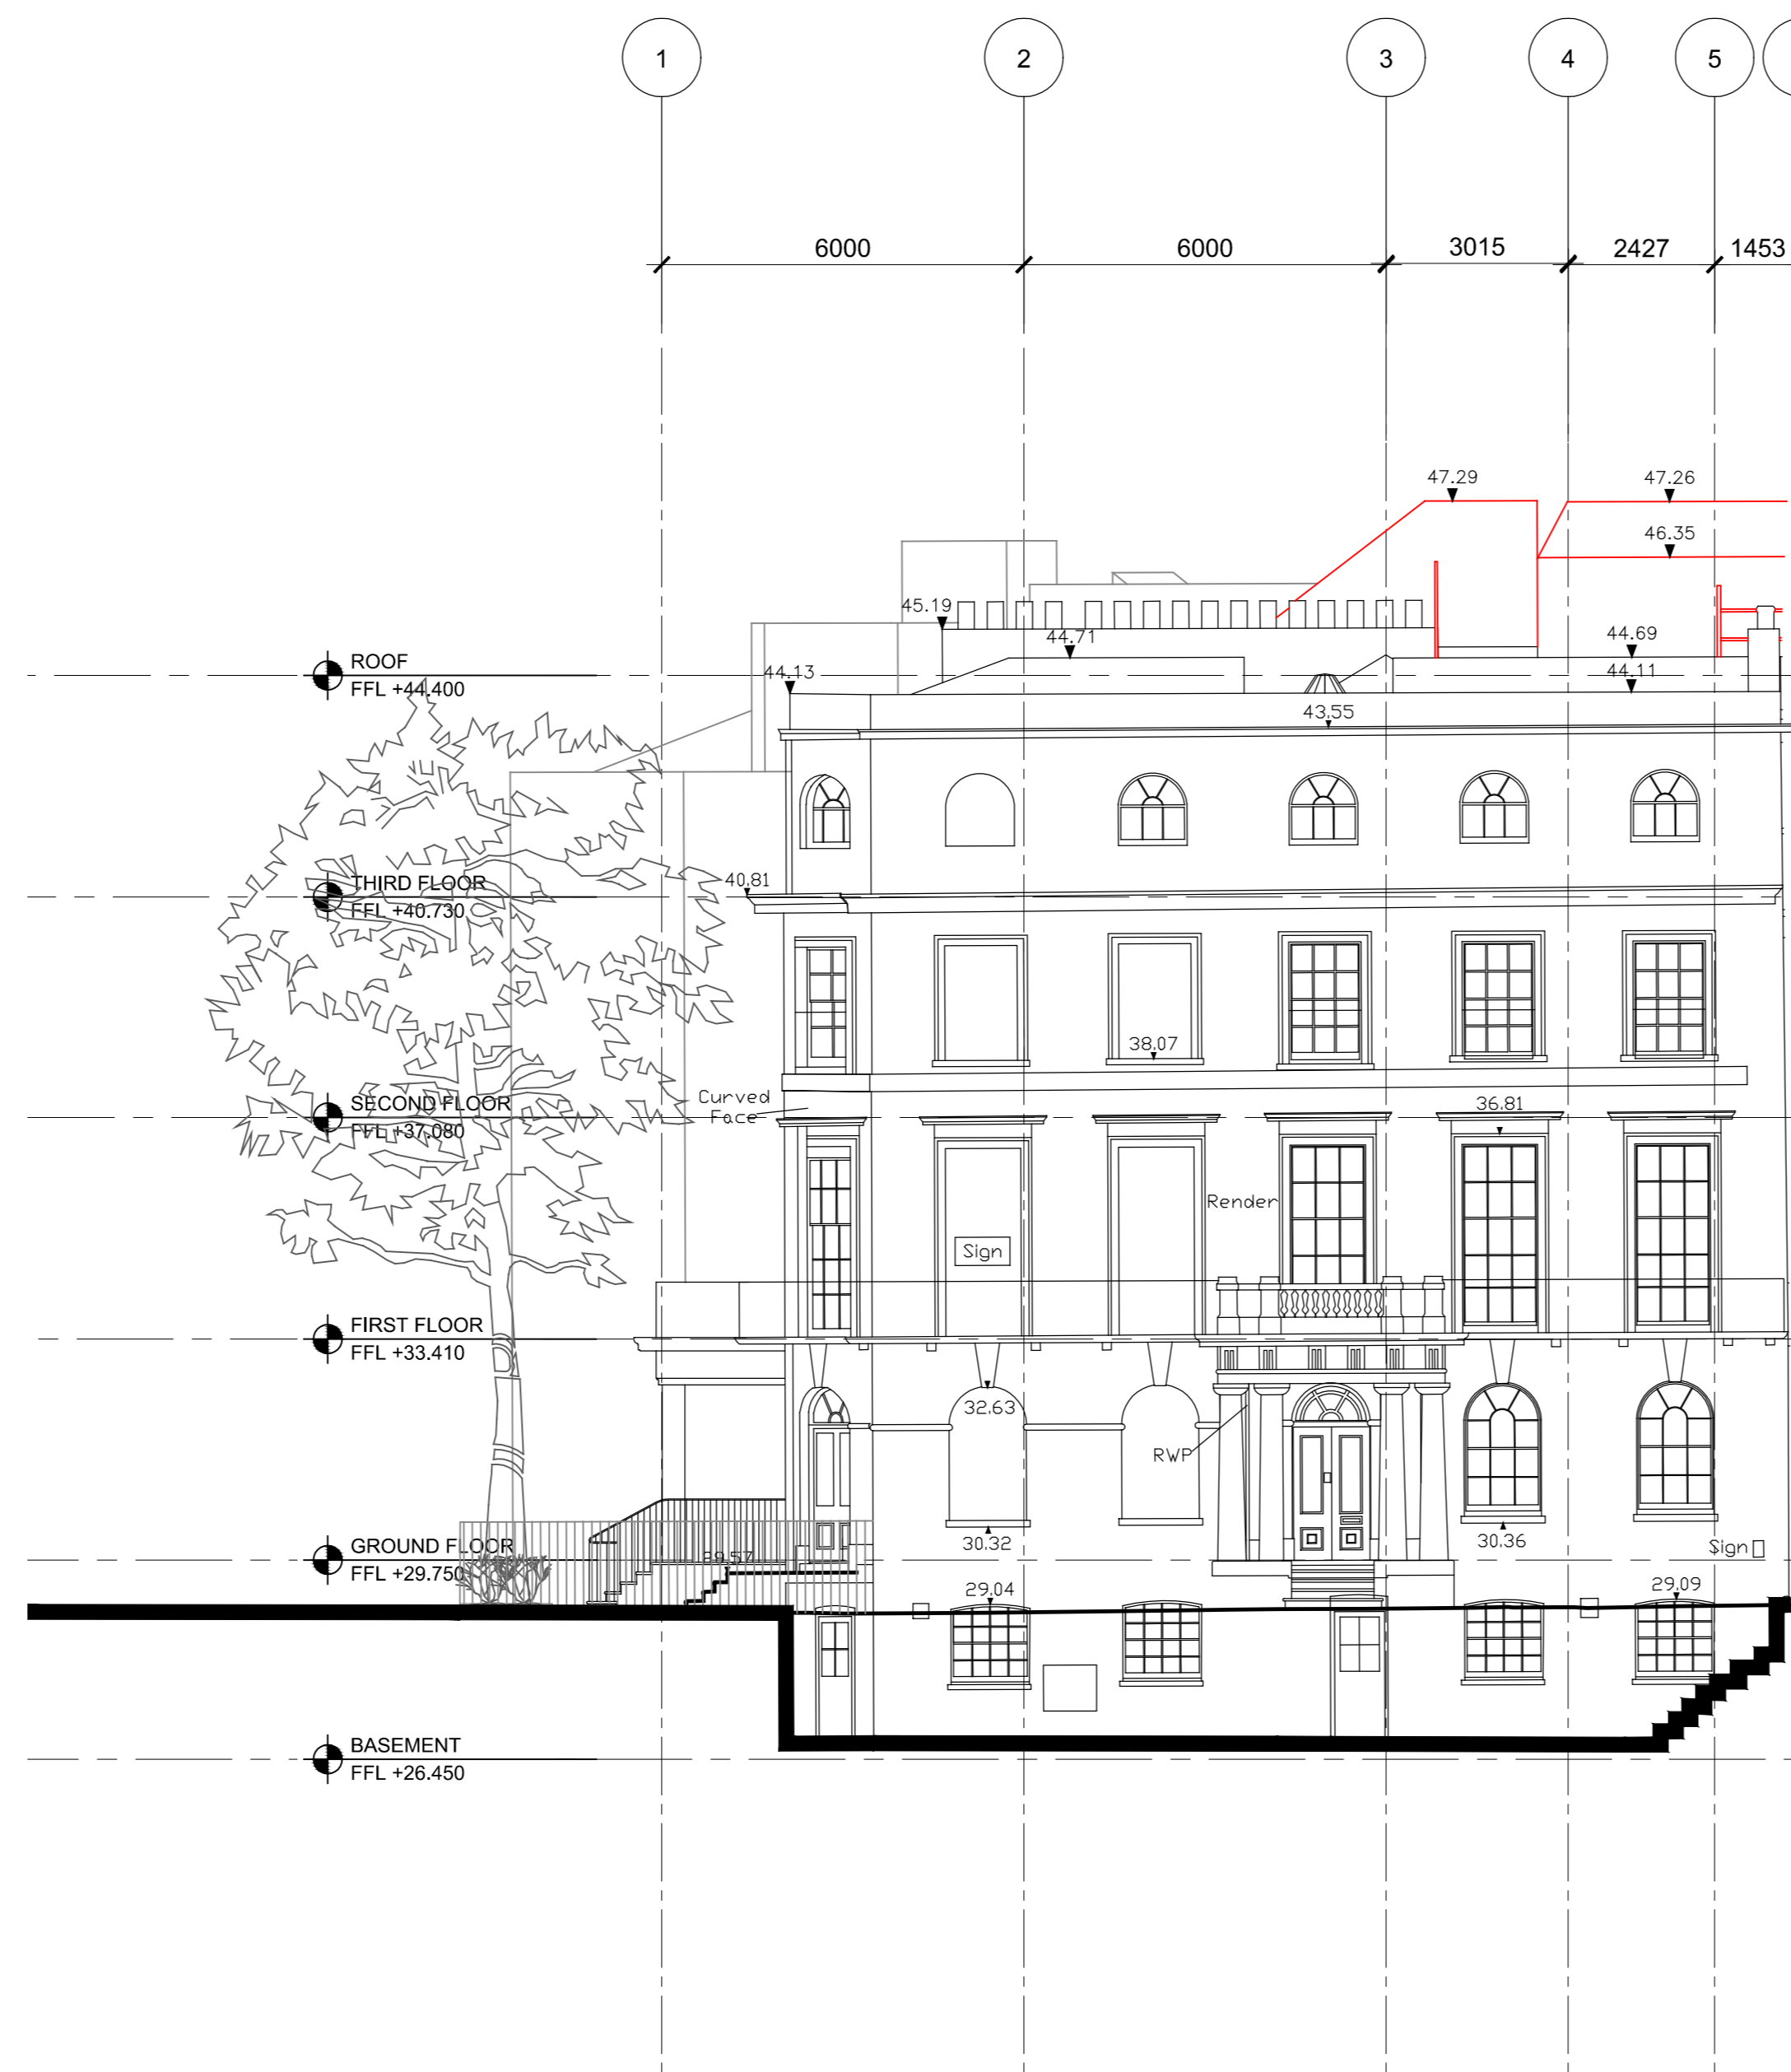 1
2
3
4
5
6000
6000
3015
2427
1453
47.29
47.26
46.35
45.19
44.71
44.69
44.13
44.11
ROOF
FFL +44.400
43.55
THIRD FLOOR
FFL +40.730
40.81
38.07
SECOND FLOOR
FFL +37.080
Curved
Face
36.81
Render
Sign
FIRST FLOOR
FFL +33.410
32.63
RWP
30.32
30.36
GROUND FLOOR
FFL +29.750
Sign
29.04
29.09
BASEMENT
FFL +26.450